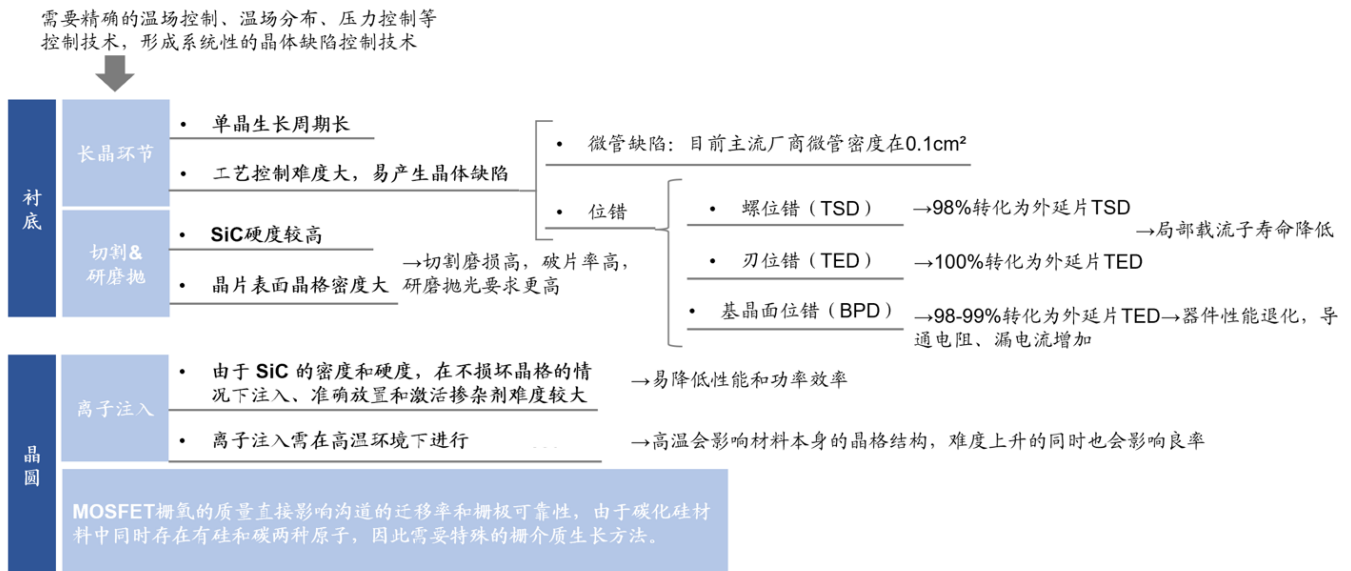 需要精确的温场控制、温场分布、压力控制等
控制技术，形成系统性的晶体缺陷控制技术
衬底
长晶环节
• 单晶生长周期长
• 工艺控制难度大，易产生晶体缺陷
• 微管缺陷：目前主流厂商微管密度在0.1cm²
• 位错
• 螺位错（TSD）
→98%转化为外延片TSD
• 刃位错（TED）
→100%转化为外延片TED
→局部载流子寿命降低
• 基晶面位错（BPD）
→98-99%转化为外延片TED→器件性能退化，导
通电阻、漏电流增加
切割&
研磨抛
• SiC硬度较高
• 晶片表面晶格密度大
→切割磨损高，破片率高，
研磨抛光要求更高
晶圆
离子注入
• 由于 SiC 的密度和硬度，在不损坏晶格的情
况下注入、准确放置和激活掺杂剂难度较大
→易降低性能和功率效率
• 离子注入需在高温环境下进行
→高温会影响材料本身的晶格结构，难度上升的同时也会影响良率
MOSFET栅氧的质量直接影响沟道的迁移率和栅极可靠性，由于碳化硅材
料中同时存在有硅和碳两种原子，因此需要特殊的栅介质生长方法。